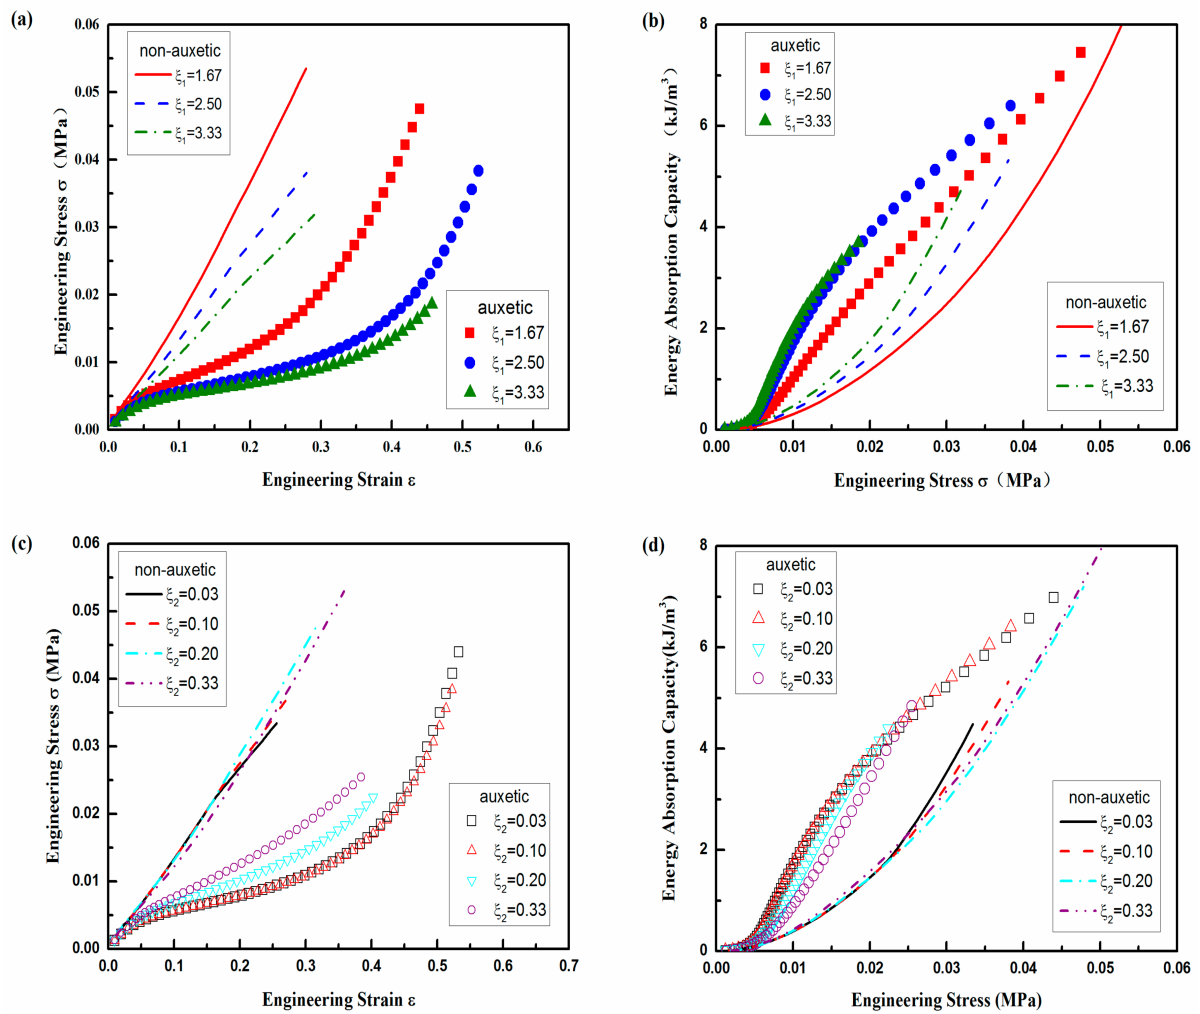 (a)
0.06
0.05
0.04
0.03
0.02
0.01
0.00
Engineering Stress σ（MPa）
non-auxetic
ξ1=1.67
ξ1=2.50
ξ1=3.33
auxetic
ξ1=1.67
ξ1=2.50
ξ1=3.33
0.0 0.1 0.2 0.3 0.4 0.5 0.6
Engineering Strain ε
(b)
8
6
4
2
0
Energy Absorption Capacity （kJ/m³）
auxetic
ξ1=1.67
ξ1=2.50
ξ1=3.33
non-auxetic
ξ1=1.67
ξ1=2.50
ξ1=3.33
0.00 0.01 0.02 0.03 0.04 0.05 0.06
Engineering Stress σ（MPa）
(c)
0.06
0.05
0.04
0.03
0.02
0.01
0.00
Engineering Stress σ (MPa)
non-auxetic
ξ2=0.03
ξ2=0.10
ξ2=0.20
ξ2=0.33
auxetic
ξ2=0.03
ξ2=0.10
ξ2=0.20
ξ2=0.33
0.0 0.1 0.2 0.3 0.4 0.5 0.6 0.7
Engineering Strain ε
(d)
8
6
4
2
0
Energy Absorption Capacity(kJ/m³)
auxetic
ξ2=0.03
ξ2=0.10
ξ2=0.20
ξ2=0.33
non-auxetic
ξ2=0.03
ξ2=0.10
ξ2=0.20
ξ2=0.33
0.00 0.01 0.02 0.03 0.04 0.05 0.06
Engineering Stress (MPa)